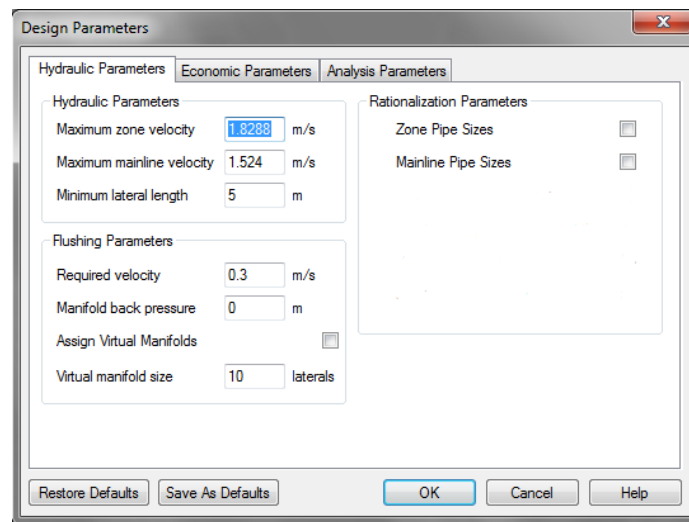 Design Parameters
x
Hydraulic Parameters Economic Parameters Analysis Parameters
Hydraulic Parameters
Maximum zone velocity 1.8288 m/s
Maximum mainline velocity 1.524 m/s
Minimum lateral length 5 m
Flushing Parameters
Required velocity 0.3 m/s
Manifold back pressure 0 m
Assign Virtual Manifolds
Virtual manifold size 10 laterals
Rationalization Parameters
Zone Pipe Sizes
Mainline Pipe Sizes
Restore Defaults Save As Defaults OK Cancel Help